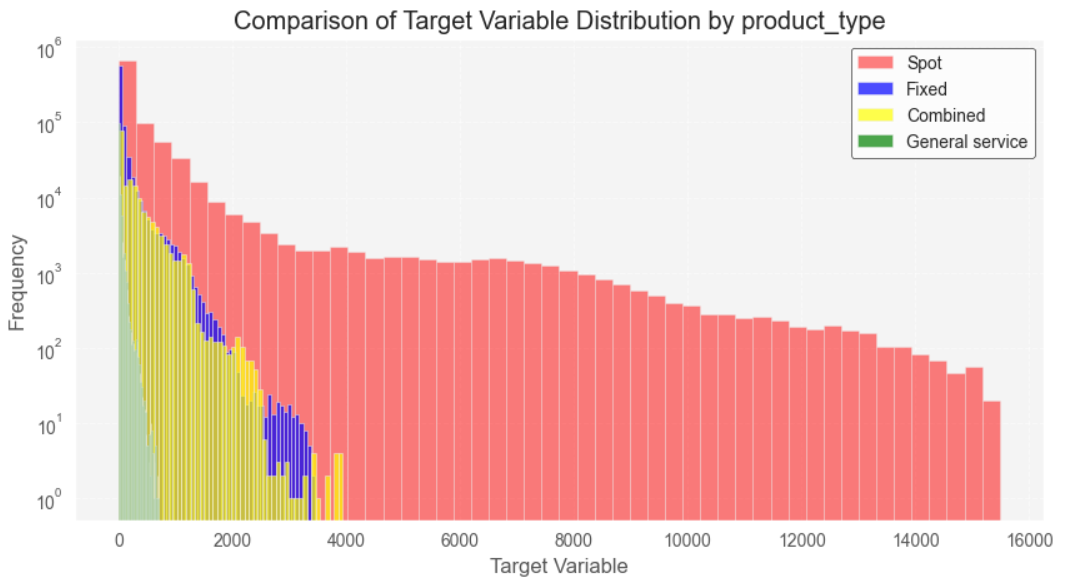 Comparison of Target Variable Distribution by product_type
Spot
Fixed
Combined
General service
Frequency
10^6
10^5
10^4
10^3
10^2
10^1
10^0
0 2000 4000 6000 8000 10000 12000 14000 16000
Target Variable